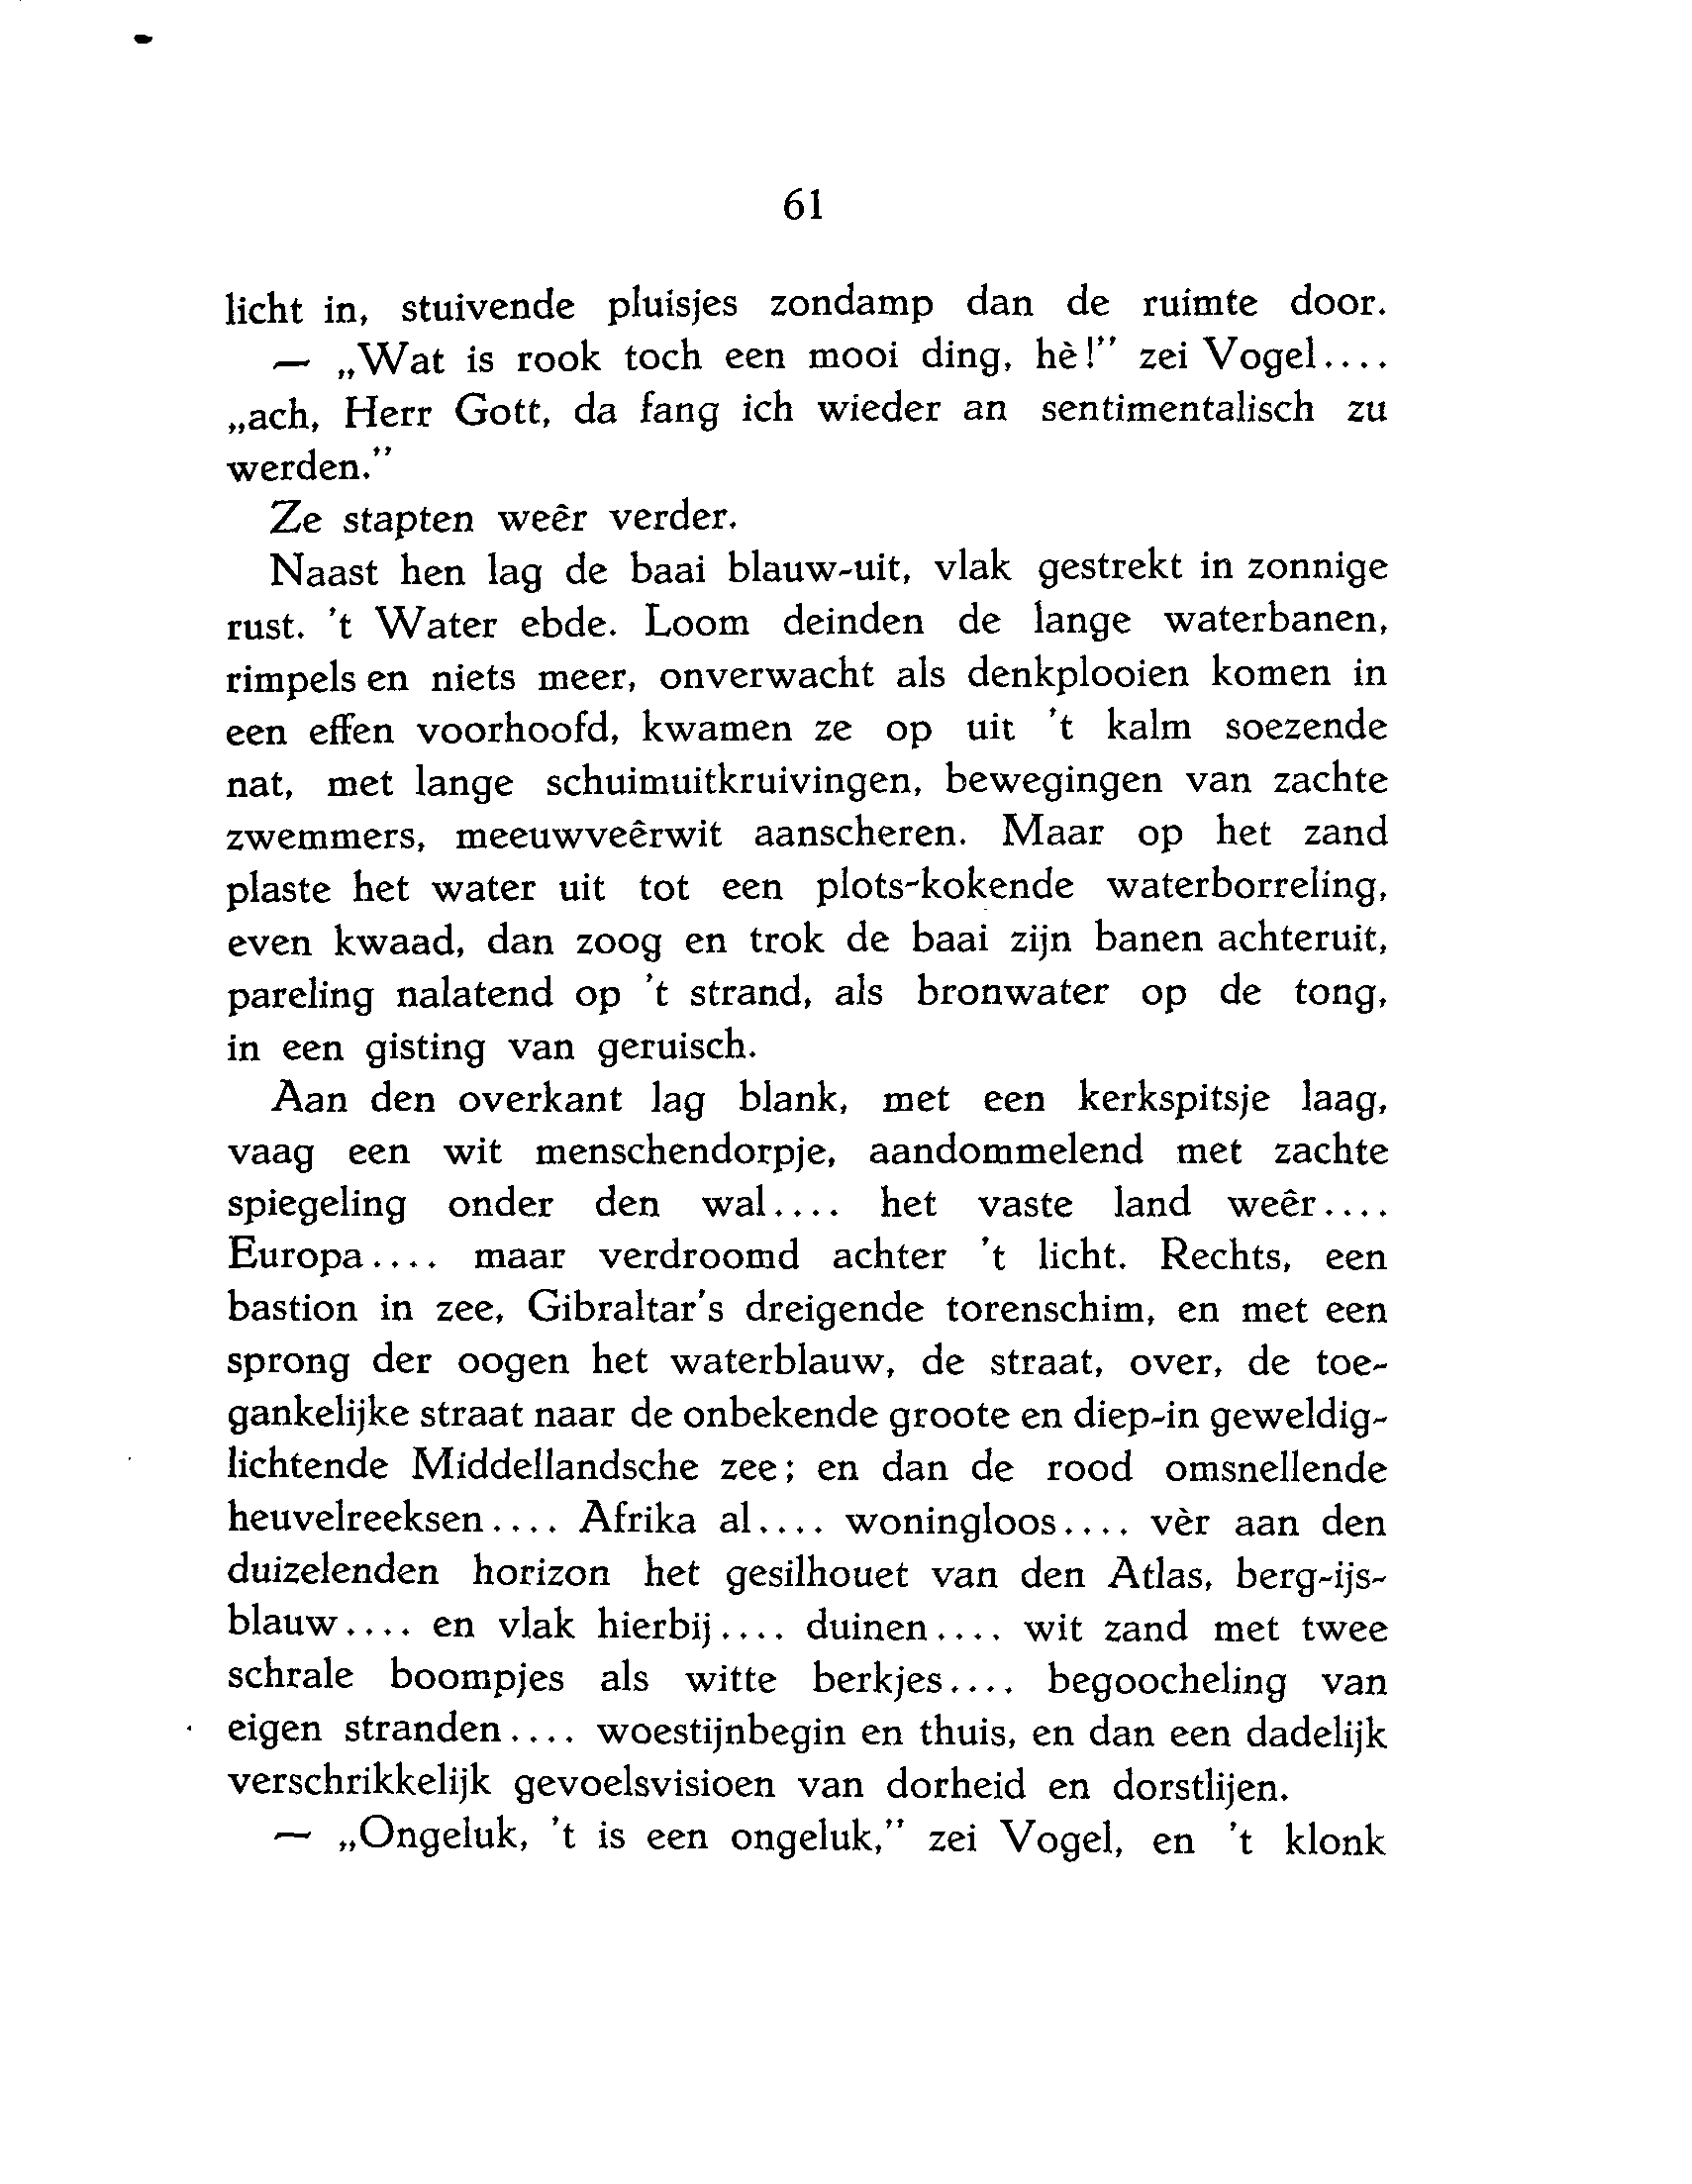 61
licht in, stuivende pluisjes zondamp dan de ruimte door.
— „Wat is rook toch een mooi ding, hè!” zei Vogel....
„ach, Herr Gott, da fang ich wieder an sentimentalisch zu
werden.”
Ze stapten weêr verder.
Naast hen lag de baai blauw-uit, vlak gestrekt in zonnige
rust. 't Water ebde. Loom deinden de lange waterbanen,
rimpels en niets meer, onverwacht als denkplooien komen in
een effen voorhoofd, kwamen ze op uit 't kalm soezende
nat, met lange schuimuitkruivingen, bewegingen van zachte
zwemmers, meeuwveêrwit aanscheren. Maar op het zand
plaste het water uit tot een plots-kokende waterborreling,
even kwaad, dan zoog en trok de baai zijn banen achteruit,
pareling nalatend op 't strand, als bronwater op de tong,
in een gisting van geruisch.
Aan den overkant lag blank, met een kerkspitsje laag,
vaag een wit menschendorpje, aandommelend met zachte
spiegeling onder den wal.... het vaste land weêr....
Europa.... maar verdroomd achter 't licht. Rechts, een
bastion in zee, Gibraltar's dreigende torenschim, en met een
sprong der oogen het waterblauw, de straat, over, de toe-
gankelijke straat naar de onbekende groote en diep-in geweldig-
lichtende Middellandsche zee; en dan de rood omsnellende
heuvelreeksen.... Afrika al.... woningloos.... vèr aan den
duizelenden horizon het gesilhouet van den Atlas, berg-ijs-
blauw.... en vlak hierbij.... duinen.... wit zand met twee
schrale boompjes als witte berkjes.... begoocheling van
eigen stranden.... woestijnbegin en thuis, en dan een dadelijk
verschrikkelijk gevoelsvisioen van dorheid en dorstlijen.
— „Ongeluk, 't is een ongeluk,” zei Vogel, en 't klonk